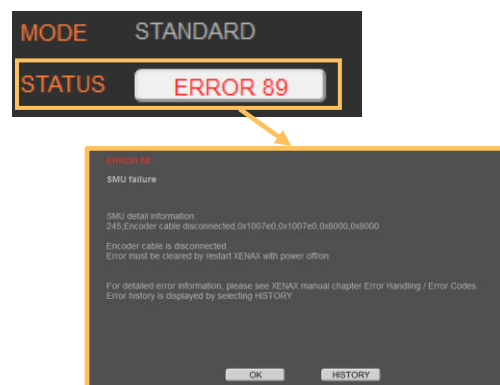 MODE STANDARD
STATUS ERROR 89
ERROR 89
SMU failure
SMU detail information:
245,Encoder cable disconnected,0x1007e0,0x1007e0,0x8000,0x8000
Encoder cable is disconnected.
Error must be cleared by restart XENAX with power off/on.
For detailed error information, please see XENAX manual chapter Error Handling / Error Codes.
Error history is displayed by selecting HISTORY
OK HISTORY